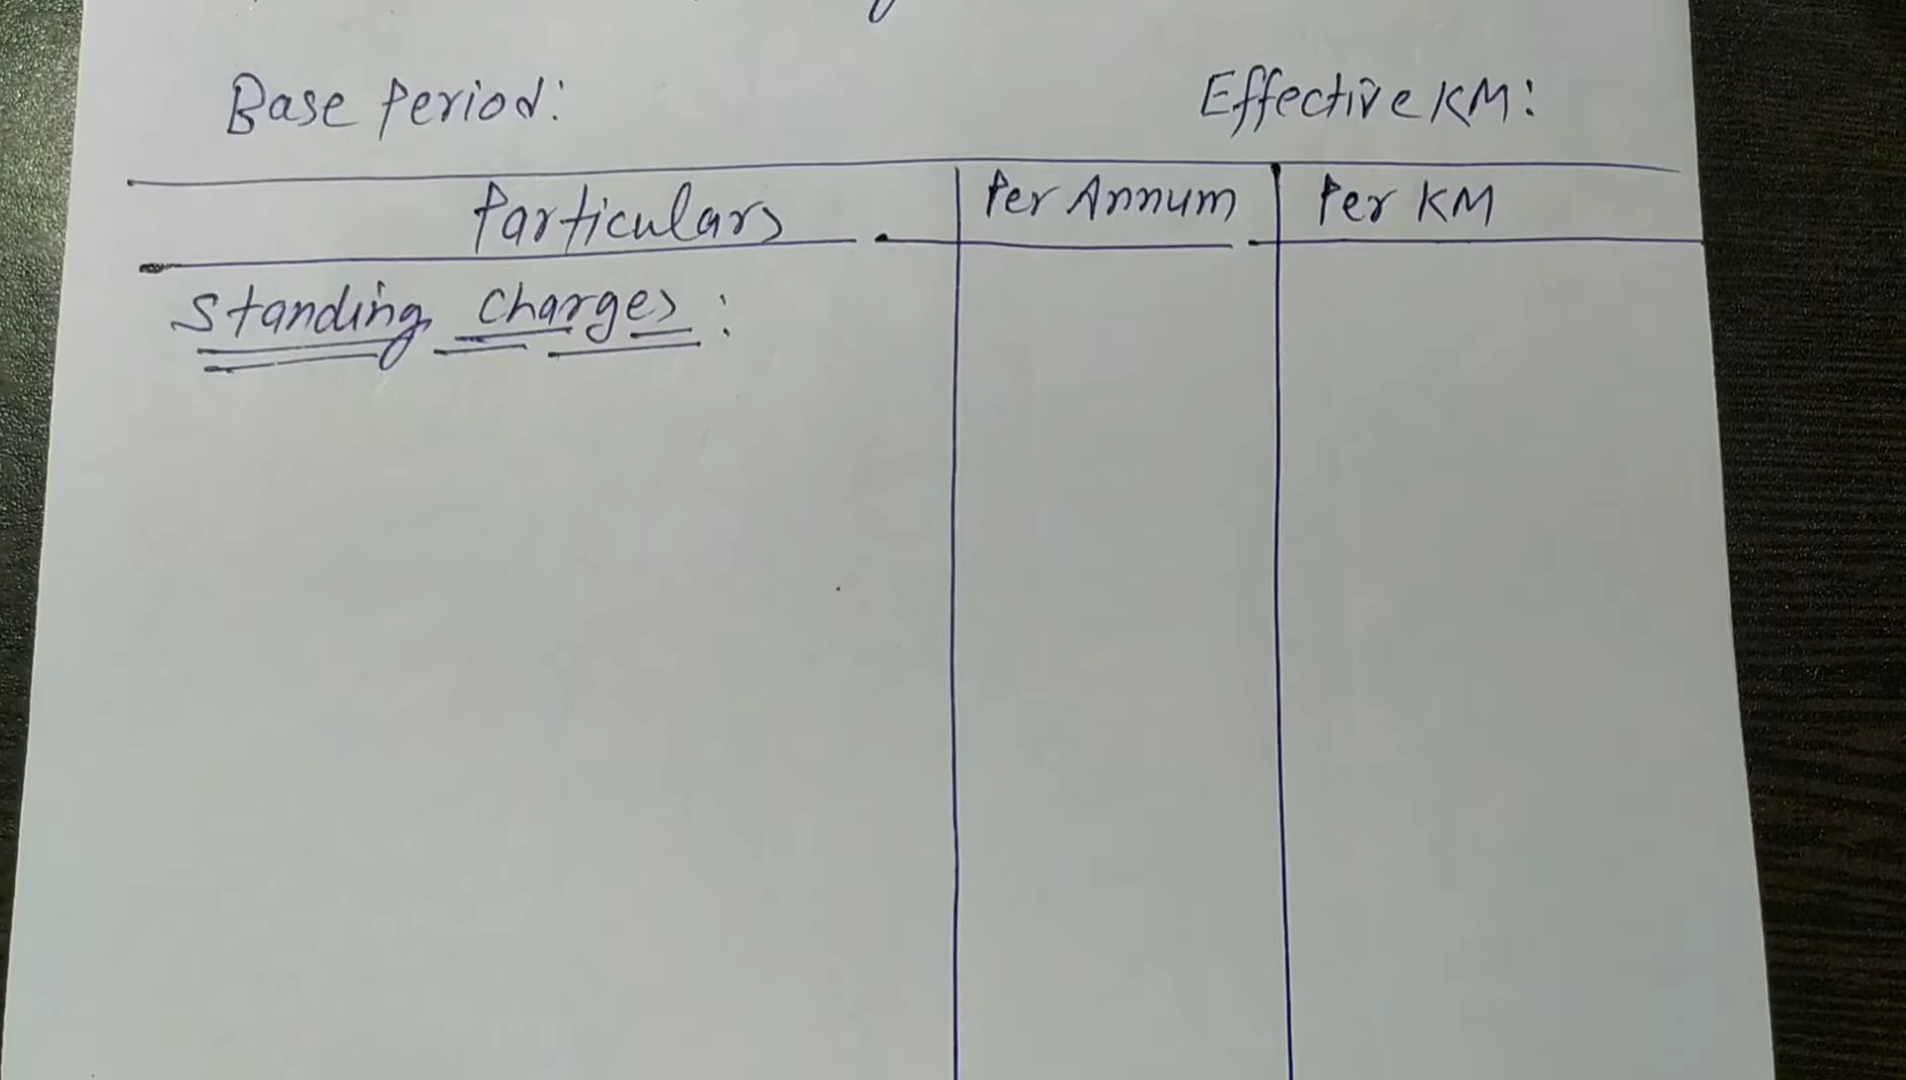 Base Period:
Effective KM:
Particulars
Per Annum
Per KM
Standing Charges: